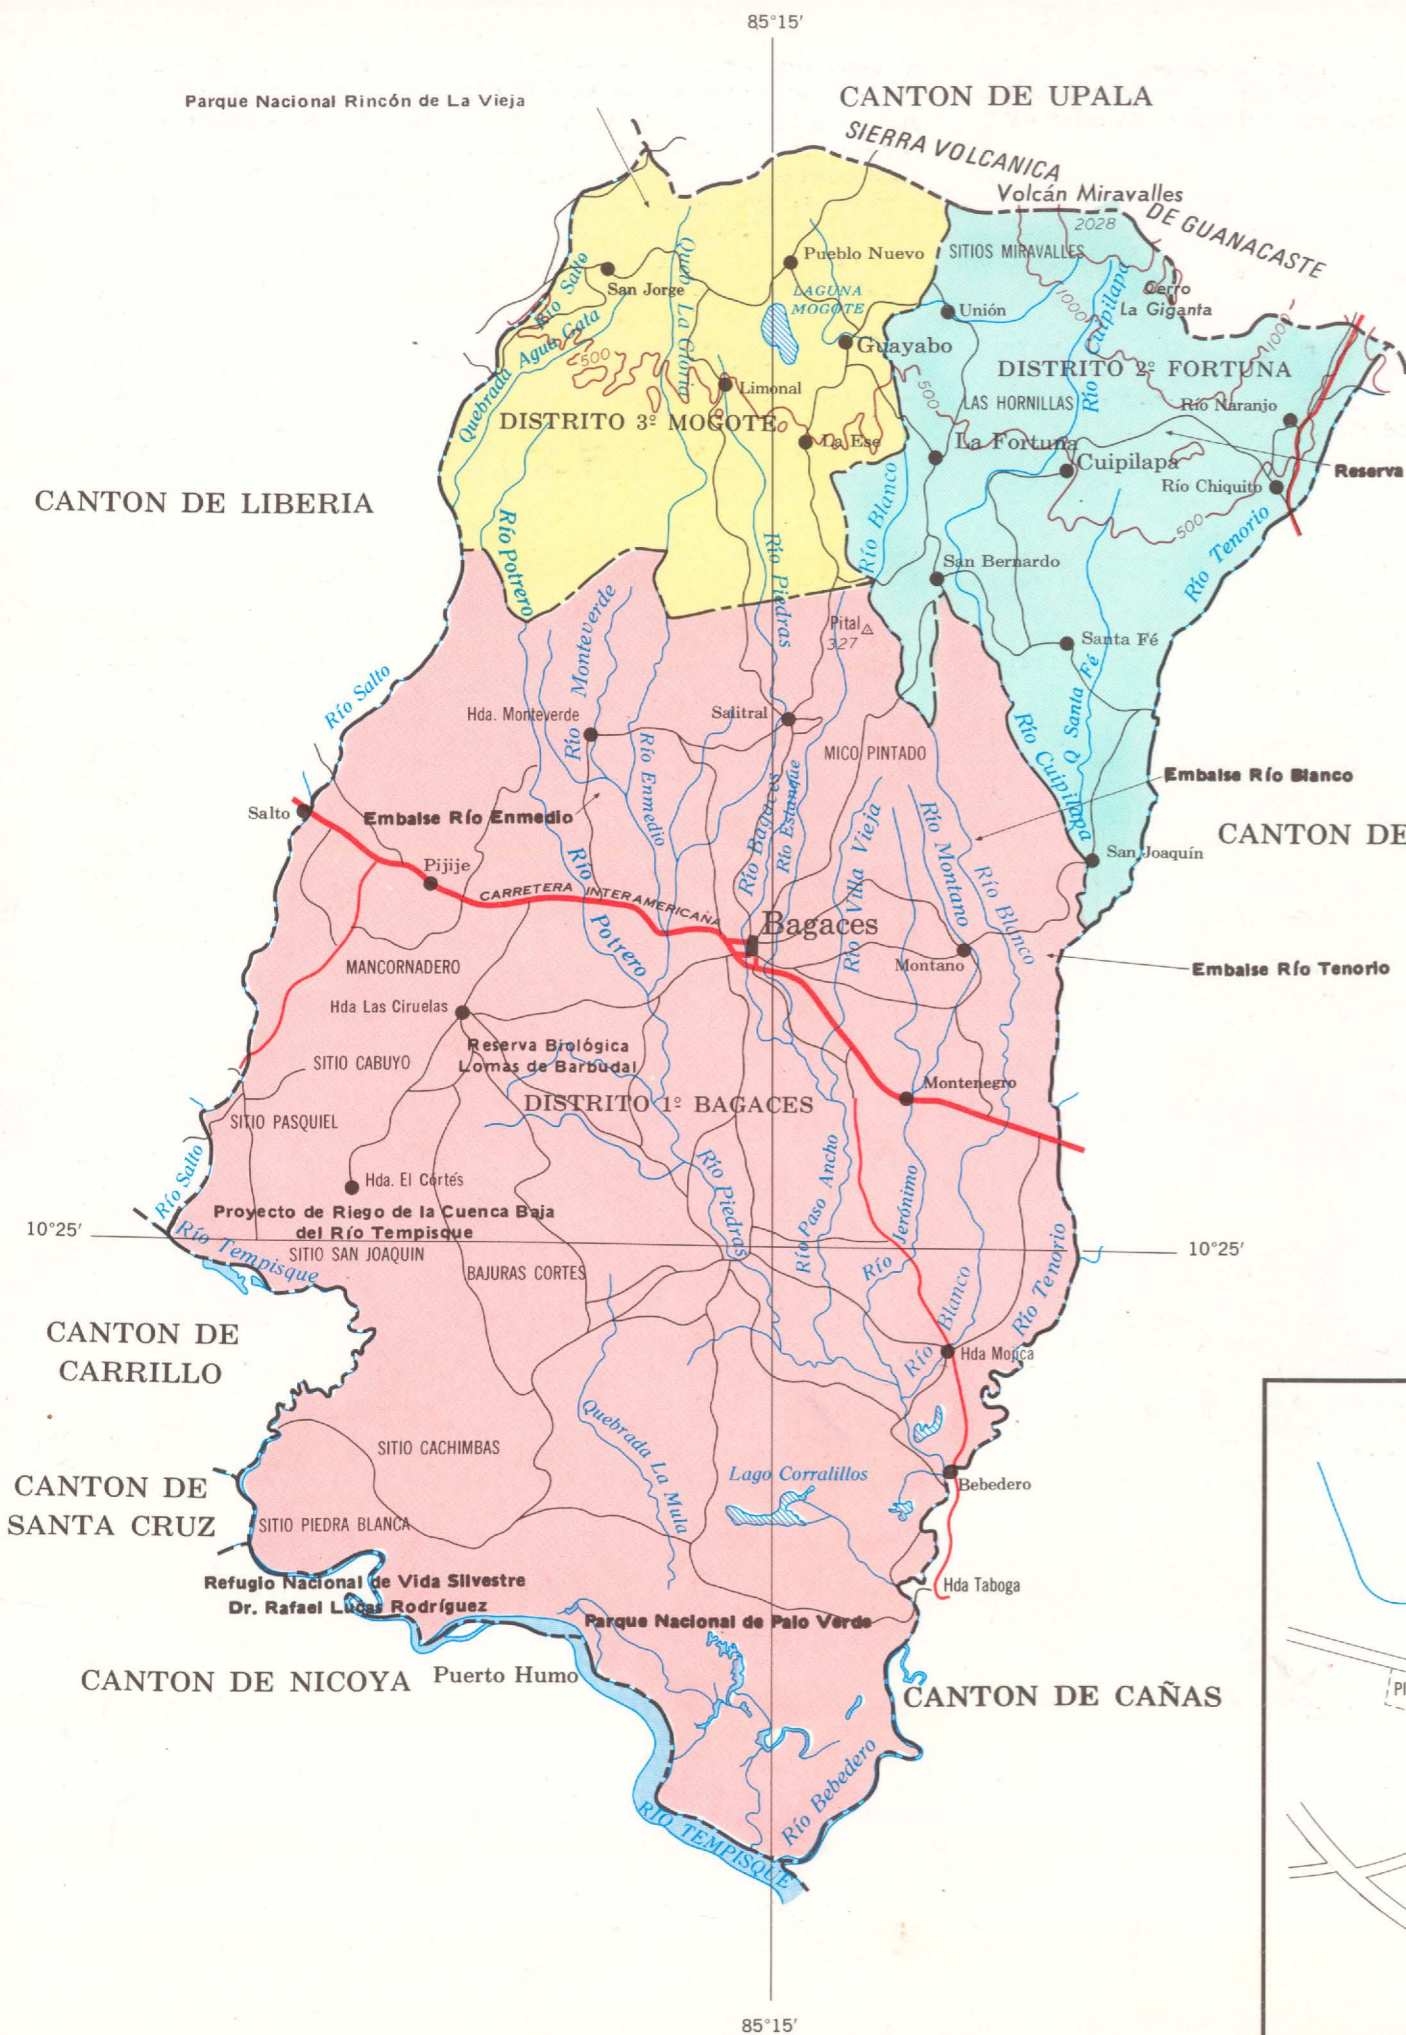 85°15'
Parque Nacional Rincón de La Vieja
CANTON DE UPALA
SIERRA VOLCANICA
DE GUANACASTE
Volcán Miravalles
2028
SITIOS MIRAVALLES
Pueblo Nuevo
Río Salto
San Jorge
Queb La Gloria
LAGUNA
MOGOTE
Unión
1000
Río Cuipilapa
Cerro
La Giganta
1000
Quebrada Agua Gata
500
Guayabo
DISTRITO 2º FORTUNA
Limonal
500
LAS HORNILLAS
Río Naranjo
DISTRITO 3º MOGOTE
La Ese
La Fortuna
Cuipilapa
Reserva
Río Chiquito
CANTON DE LIBERIA
Río Blanco
500
Río Potrero
Río Piedras
Río Tenorio
San Bernardo
Río Monteverde
Pital
327
Santa Fé
Río Salto
Hda. Monteverde
Salitral
Río Enmedio
MICO PINTADO
Río Cuipilapa
Q Santa Fé
Embalse Río Blanco
Salto
Embalse Río Enmedio
Río Bagaces
Río Estanque
Río Villa Vieja
Río Montano
Río Blanco
CANTON DE
San Joaquín
Pijije
CARRETERA INTERAMERICANA
Río Potrero
Bagaces
MANCORNADERO
Montano
Embalse Río Tenorio
Hda Las Ciruelas
Reserva Biológica
Lomas de Barbudal
SITIO CABUYO
Montenegro
DISTRITO 1º BAGACES
SITIO PASQUIEL
Río Salto
Hda. El Cortés
Río Piedras
Río Paso Ancho
Río Jerónimo
Proyecto de Riego de la Cuenca Baja
del Río Tempisque
10°25'
10°25'
Río Tempisque
SITIO SAN JOAQUIN
BAJURAS CORTES
Río Blanco
Río Tenorio
CANTON DE
CARRILLO
Hda Mojica
Quebrada La Mula
SITIO CACHIMBAS
Lago Corralillos
Bebedero
CANTON DE
SANTA CRUZ
SITIO PIEDRA BLANCA
Refugio Nacional de Vida Silvestre
Dr. Rafael Lucas Rodríguez
Hda Taboga
Parque Nacional de Palo Verde
CANTON DE NICOYA
Puerto Humo
CANTON DE CAÑAS
Río Bebedero
RIO TEMPISQUE
85°15'